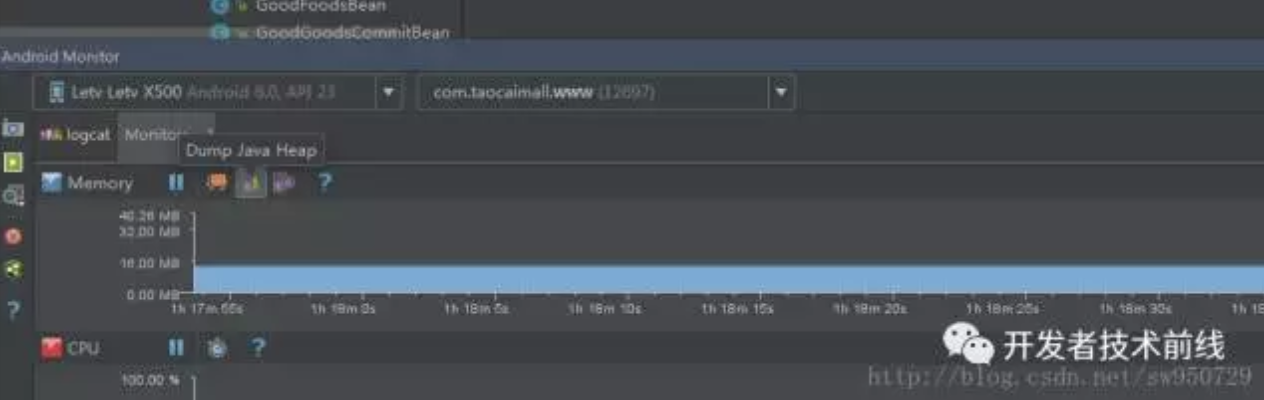 GoodFoodsBean
GoodGoodsCommitBean
Android Monitor
Letv Letv X500 Android 6.0, API 23
com.taocaimall.www (12697)
logcat
Monitors
Dump Java Heap
Memory
?
40.26 MB
32.00 MB
16.00 MB
0.00 MB
1h 17m 55s 1h 18m 0s 1h 18m 5s 1h 18m 10s 1h 18m 15s 1h 18m 20s 1h 18m 25s 1h 18m 30s
?
CPU
?
100.00 %
开发者技术前线
http://blog.csdn.net/sw950729